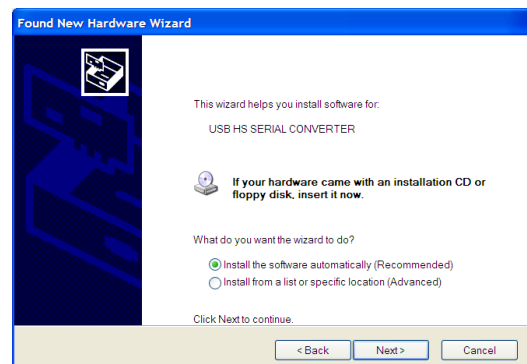 Found New Hardware Wizard
This wizard helps you install software for:
USB HS SERIAL CONVERTER
If your hardware came with an installation CD or
floppy disk, insert it now.
What do you want the wizard to do?
Install the software automatically (Recommended)
Install from a list or specific location (Advanced)
Click Next to continue.
< Back
Next >
Cancel